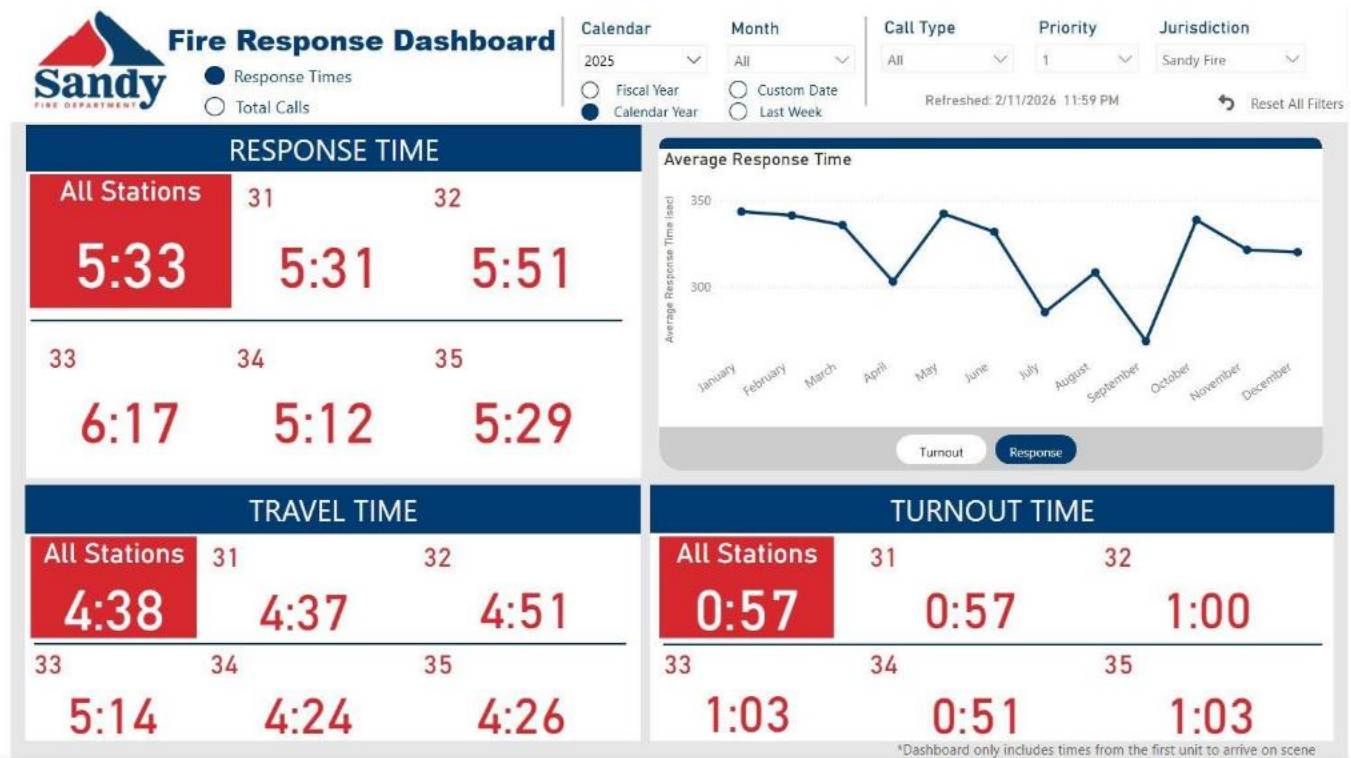 Sandy
FIRE DEPARTMENT
Fire Response Dashboard
Response Times
Total Calls
Calendar
2025
Fiscal Year
Calendar Year
Month
All
Custom Date
Last Week
Call Type
All
Priority
1
Jurisdiction
Sandy Fire
Refreshed: 2/11/2026 11:59 PM
Reset All Filters
RESPONSE TIME
All Stations 31 32
5:33 5:31 5:51
33 34 35
6:17 5:12 5:29
Average Response Time
Average Response Time (sec)
350
300
January February March April May June July August September October November December
Turnout Response
TRAVEL TIME
All Stations 31 32
4:38 4:37 4:51
33 34 35
5:14 4:24 4:26
TURNOUT TIME
All Stations 31 32
0:57 0:57 1:00
33 34 35
1:03 0:51 1:03
*Dashboard only includes times from the first unit to arrive on scene